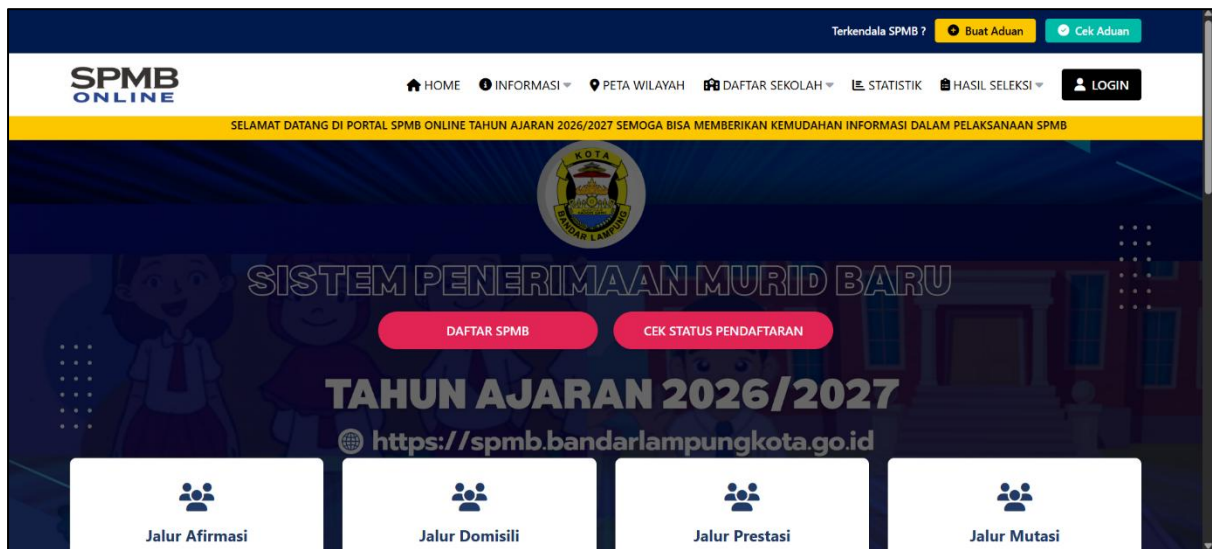 Terkendala SPMB ? Buat Aduan Cek Aduan
SPMB
ONLINE
HOME INFORMASI PETA WILAYAH DAFTAR SEKOLAH STATISTIK HASIL SELEKSI LOGIN
SELAMAT DATANG DI PORTAL SPMB ONLINE TAHUN AJARAN 2026/2027 SEMOGA BISA MEMBERIKAN KEMUDAHAN INFORMASI DALAM PELAKSANAAN SPMB
KOTA
BANDAR LAMPUNG
SISTEM PENERIMAAN MURID BARU
DAFTAR SPMB CEK STATUS PENDAFTARAN
TAHUN AJARAN 2026/2027
https://spmb.bandarlampungkota.go.id
Jalur Afirmasi Jalur Domisili Jalur Prestasi Jalur Mutasi